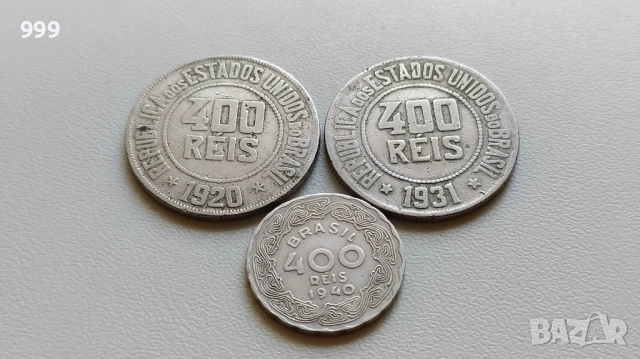 999
REPUBLICA DOS ESTADOS UNIDOS DO BRASIL
400
RÉIS
1920
REPUBLICA DOS ESTADOS UNIDOS DO BRASIL
400
RÉIS
1931
BRASIL
400
REIS
1940
BAZAR